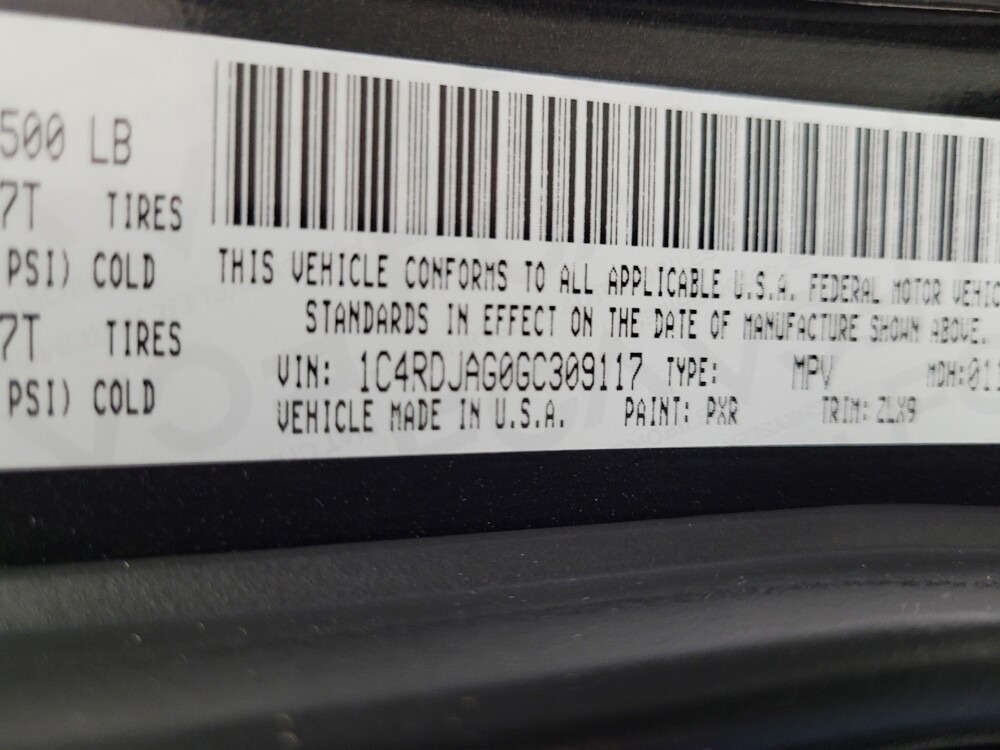 500 LB
7T TIRES
PSI) COLD
7T TIRES
PSI) COLD
THIS VEHICLE CONFORMS TO ALL APPLICABLE U.S.A. FEDERAL MOTOR VEHIC
STANDARDS IN EFFECT ON THE DATE OF MANUFACTURE SHOWN ABOVE.
VIN: 1C4RDJAG0GC309117 TYPE: MPV MDH:011
VEHICLE MADE IN U.S.A. PAINT: PXR TRIM: ZLX9